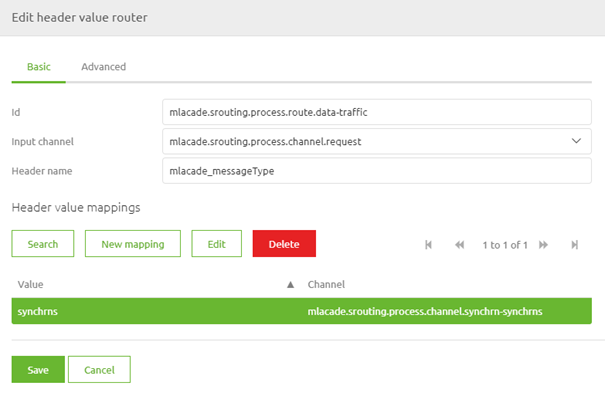 Edit header value router
Basic Advanced
Id mlacade.srouting.process.route.data-traffic
Input channel mlacade.srouting.process.channel.request
Header name mlacade_messageType
Header value mappings
Search New mapping Edit Delete 1 to 1 of 1
Value Channel
synchrns mlacade.srouting.process.channel.synchrn-synchrns
Save Cancel